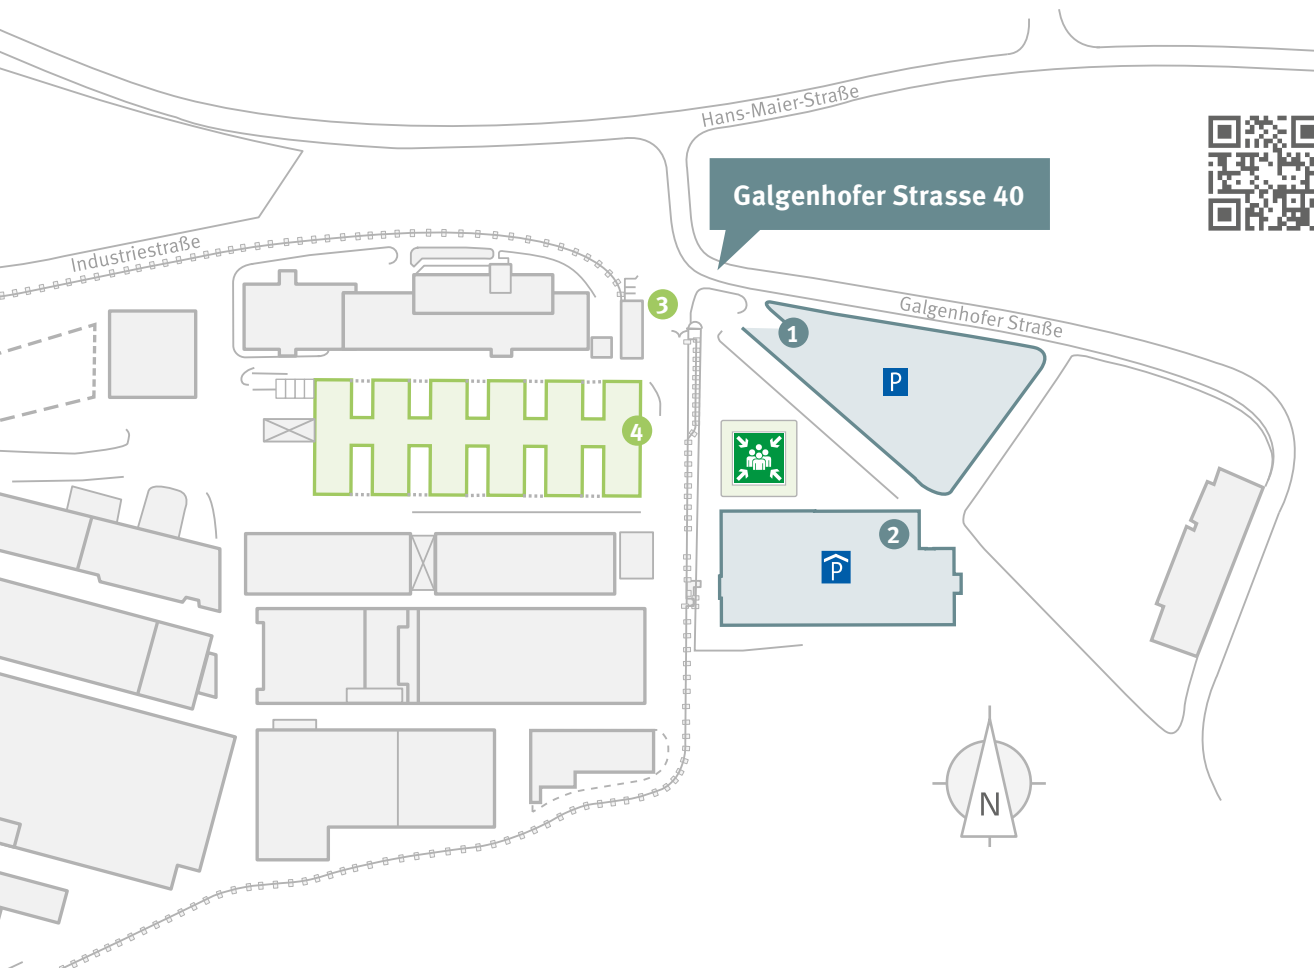 Hans-Maier-Straße
Galgenhofer Strasse 40
Industriestraße
3
Galgenhofer Straße
1
P
4
2
P
N